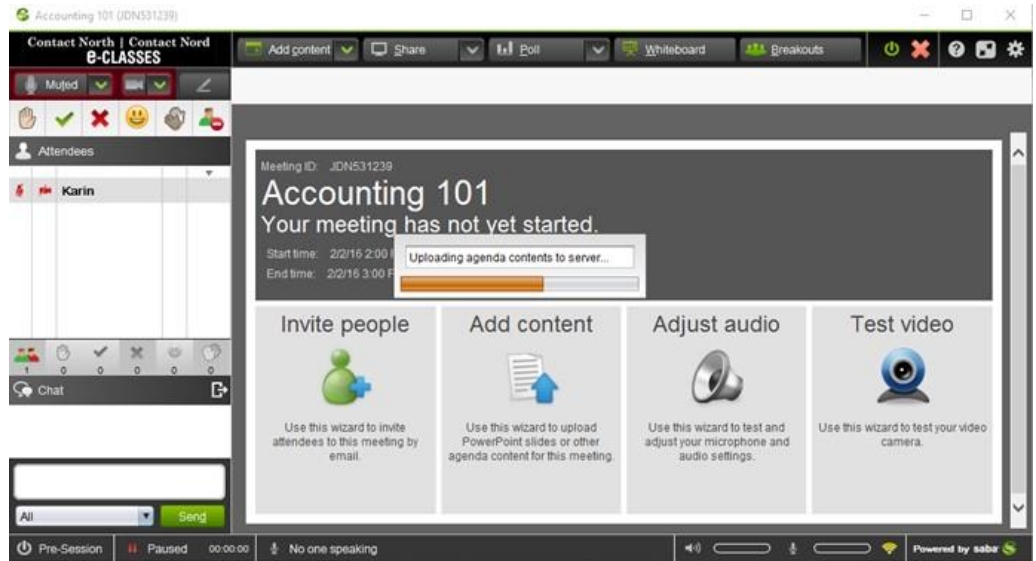 Accounting 101 (JDN531239)
Contact North | Contact Nord
e-CLASSES
Add content
Share
Poll
Whiteboard
Breakouts
Muted
Attendees
Karin
1 0 0 0 0 0
Chat
All
Send
Meeting ID: JDN531239
Accounting 101
Your meeting has not yet started.
Start time: 2/2/16 2:00
End time: 2/2/16 3:00
Uploading agenda contents to server...
Invite people
Use this wizard to invite
attendees to this meeting by
email.
Add content
Use this wizard to upload
PowerPoint slides or other
agenda content for this meeting.
Adjust audio
Use this wizard to test and
adjust your microphone and
audio settings.
Test video
Use this wizard to test your video
camera.
Pre-Session
Paused
00:00:00
No one speaking
Powered by saba